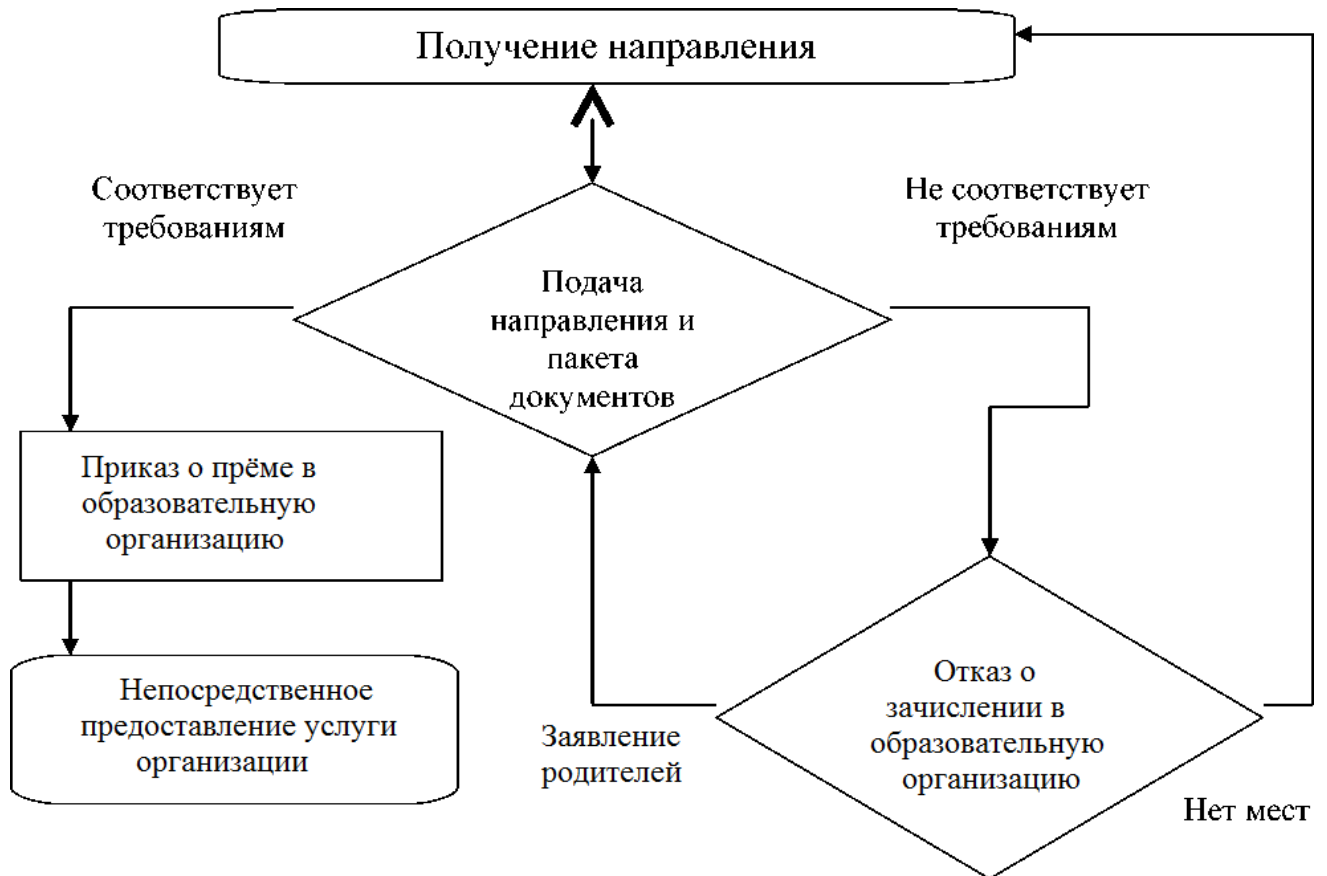 Получение направления
Соответствует
требованиям
Не соответствует
требованиям
Подача
направления и
пакета
документов
Приказ о прёме в
образовательную
организацию
Непосредственное
предоставление услуги
организации
Заявление
родителей
Отказ о
зачислении в
образовательную
организацию
Нет мест